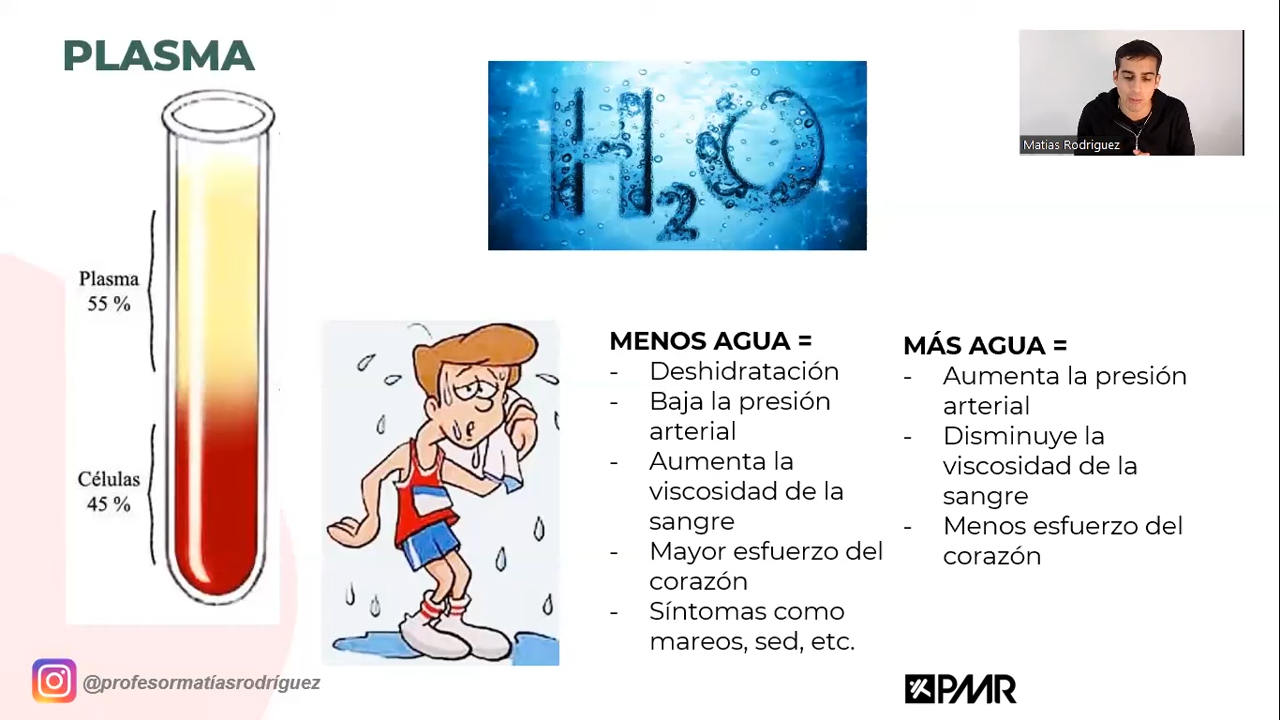 PLASMA
H2O
Matias Rodriguez
Plasma
55 %
Células
45 %
MENOS AGUA =
- Deshidratación
- Baja la presión
arterial
- Aumenta la
viscosidad de la
sangre
- Mayor esfuerzo del
corazón
- Síntomas como
mareos, sed, etc.
MÁS AGUA =
- Aumenta la presión
arterial
- Disminuye la
viscosidad de la
sangre
- Menos esfuerzo del
corazón
@profesormatíasrodríguez
PMR